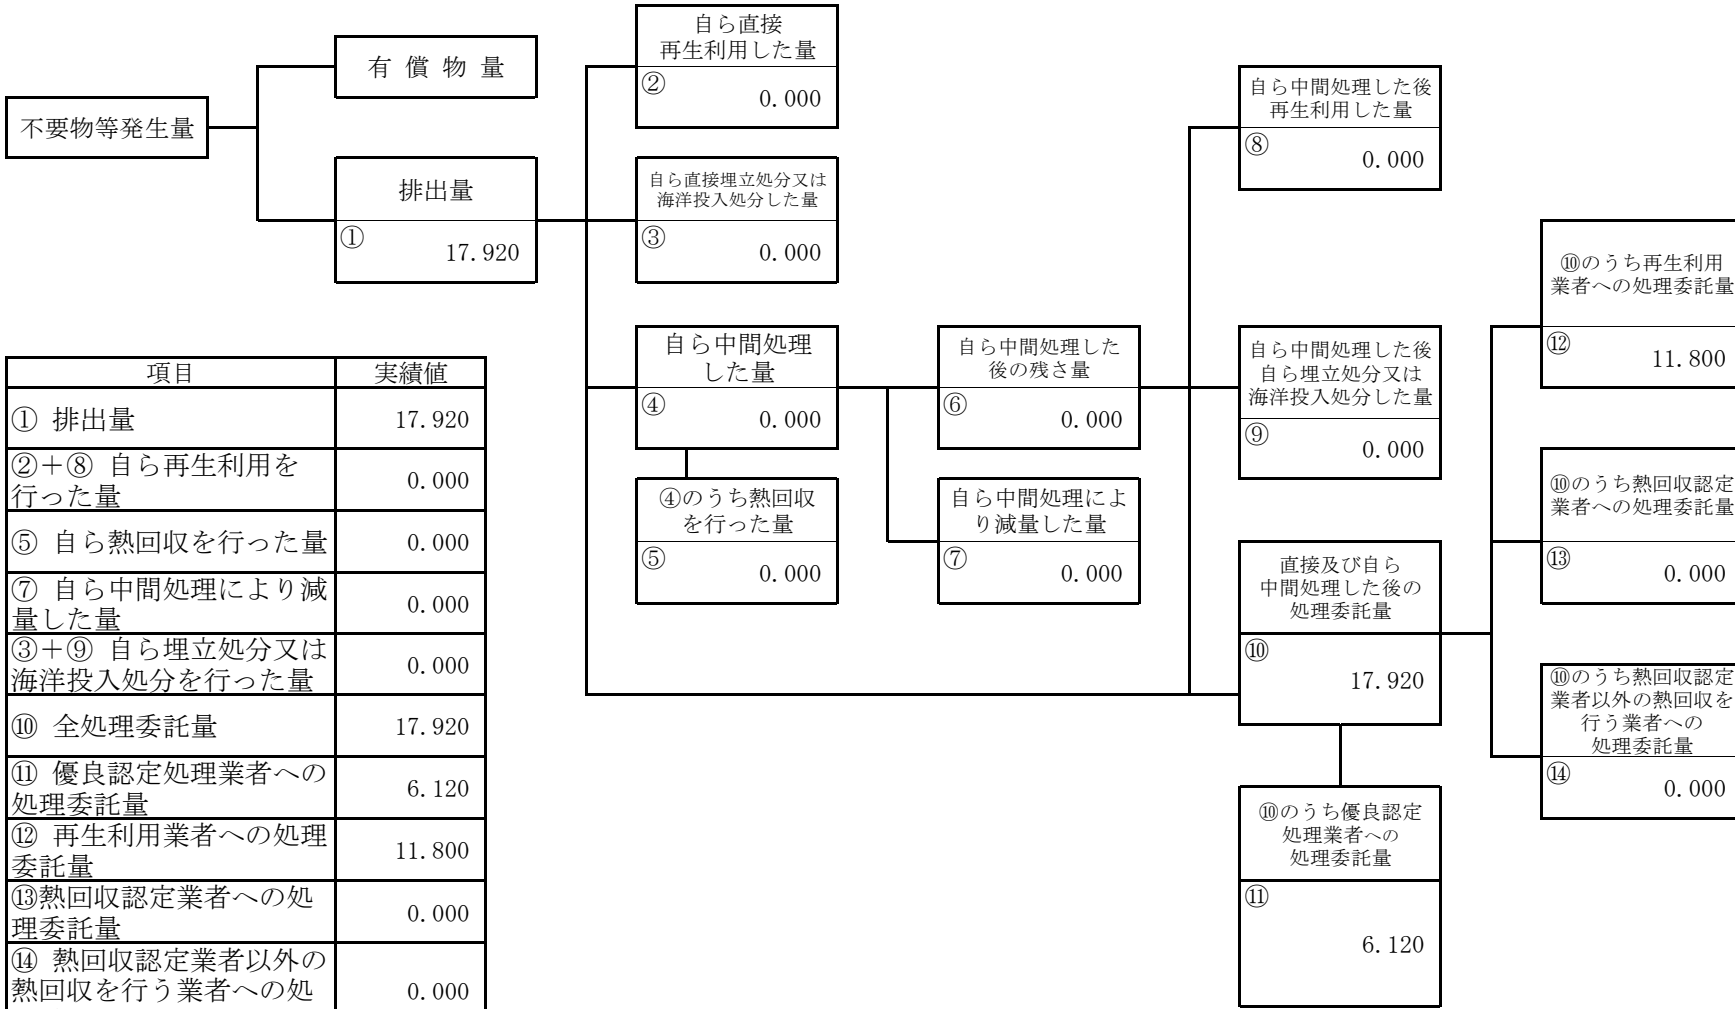 不要物等発生量
有 償 物 量
排出量
① 17.920
自ら直接
再生利用した量
② 0.000
自ら直接埋立処分又は
海洋投入処分した量
③ 0.000
自ら中間処理
した量
④ 0.000
④のうち熱回収
を行った量
⑤ 0.000
自ら中間処理した
後の残さ量
⑥ 0.000
自ら中間処理によ
り減量した量
⑦ 0.000
自ら中間処理した後
再生利用した量
⑧ 0.000
自ら中間処理した後
自ら埋立処分又は
海洋投入処分した量
⑨ 0.000
直接及び自ら
中間処理した後の
処理委託量
⑩
17.920
⑩のうち優良認定
処理業者への
処理委託量
⑪
6.120
⑩のうち再生利用
業者への処理委託量
⑫ 11.800
⑩のうち熱回収認定
業者への処理委託量
⑬ 0.000
⑩のうち熱回収認定
業者以外の熱回収を
行う業者への
処理委託量
⑭ 0.000
項目 実績値
① 排出量 17.920
②+⑧ 自ら再生利用を
行った量 0.000
⑤ 自ら熱回収を行った量 0.000
⑦ 自ら中間処理により減
量した量 0.000
③+⑨ 自ら埋立処分又は
海洋投入処分を行った量 0.000
⑩ 全処理委託量 17.920
⑪ 優良認定処理業者への
処理委託量 6.120
⑫ 再生利用業者への処理
委託量 11.800
⑬熱回収認定業者への処
理委託量 0.000
⑭ 熱回収認定業者以外の
熱回収を行う業者への処 0.000